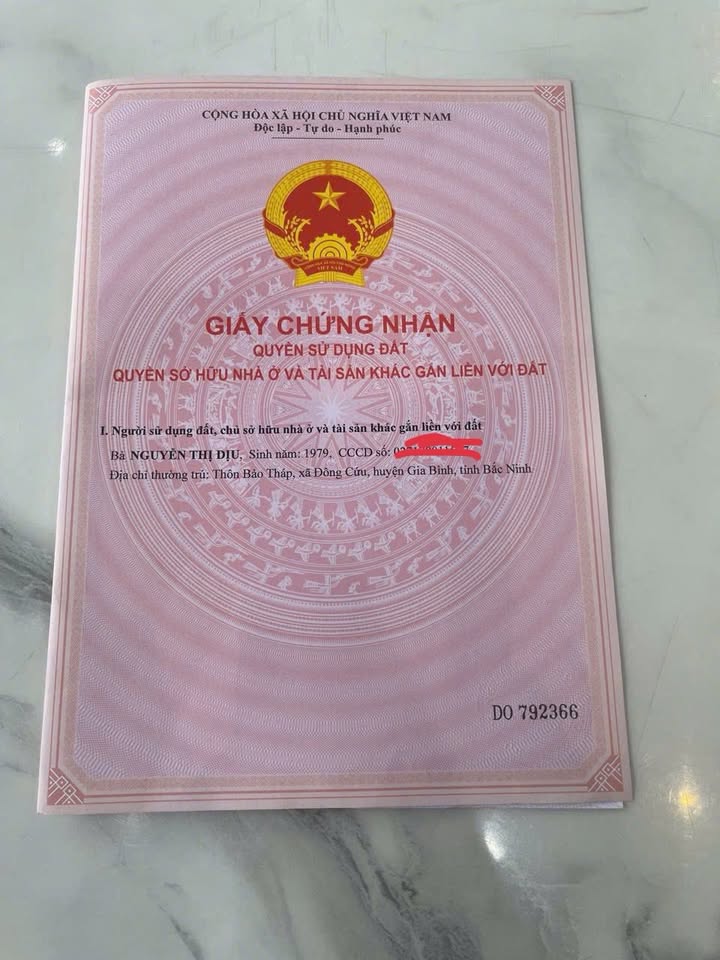 CỘNG HÒA XÃ HỘI CHỦ NGHĨA VIỆT NAM
Độc lập - Tự do - Hạnh phúc
VIỆT NAM
GIẤY CHỨNG NHẬN
QUYỀN SỬ DỤNG ĐẤT
QUYỀN SỞ HỮU NHÀ Ở VÀ TÀI SẢN KHÁC GẮN LIỀN VỚI ĐẤT
I. Người sử dụng đất, chủ sở hữu nhà ở và tài sản khác gắn liền với đất
Bà NGUYỄN THỊ DỊU, Sinh năm: 1979, CCCD số:
Địa chỉ thường trú: Thôn Bảo Tháp, xã Đông Cứu, huyện Gia Bình, tỉnh Bắc Ninh
DO 792366